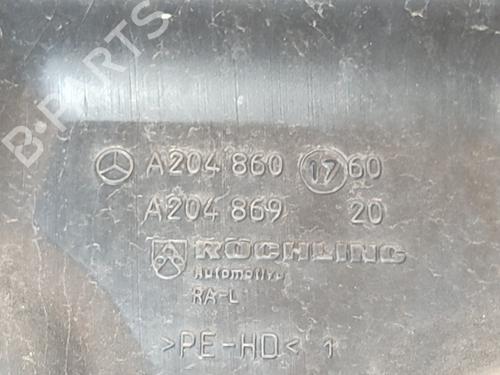 B-PARTS
A204 860 17 60
A204 869 20
RÖCHLING
Automotive
RA-L
>PE-HD< 1